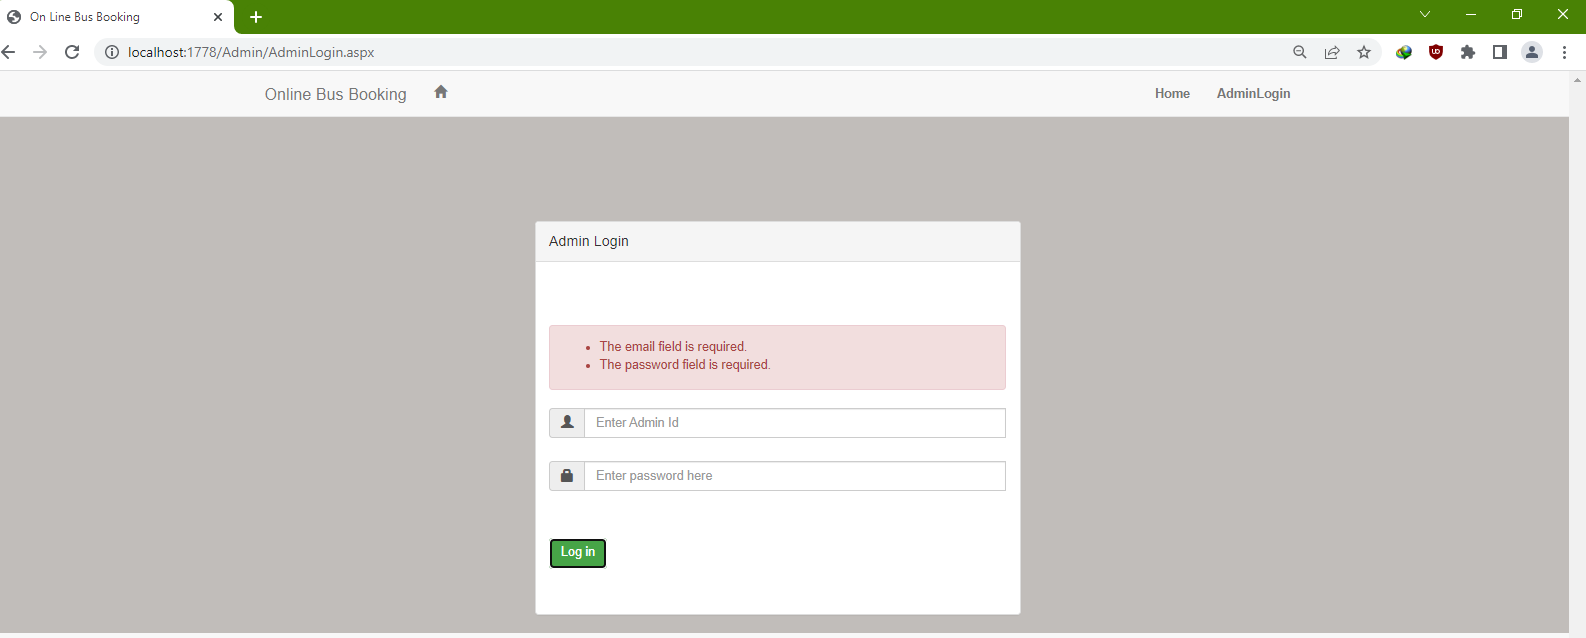 On Line Bus Booking
localhost:1778/Admin/AdminLogin.aspx
Online Bus Booking
Home AdminLogin
Admin Login
The email field is required.
The password field is required.
Enter Admin Id
Enter password here
Log in